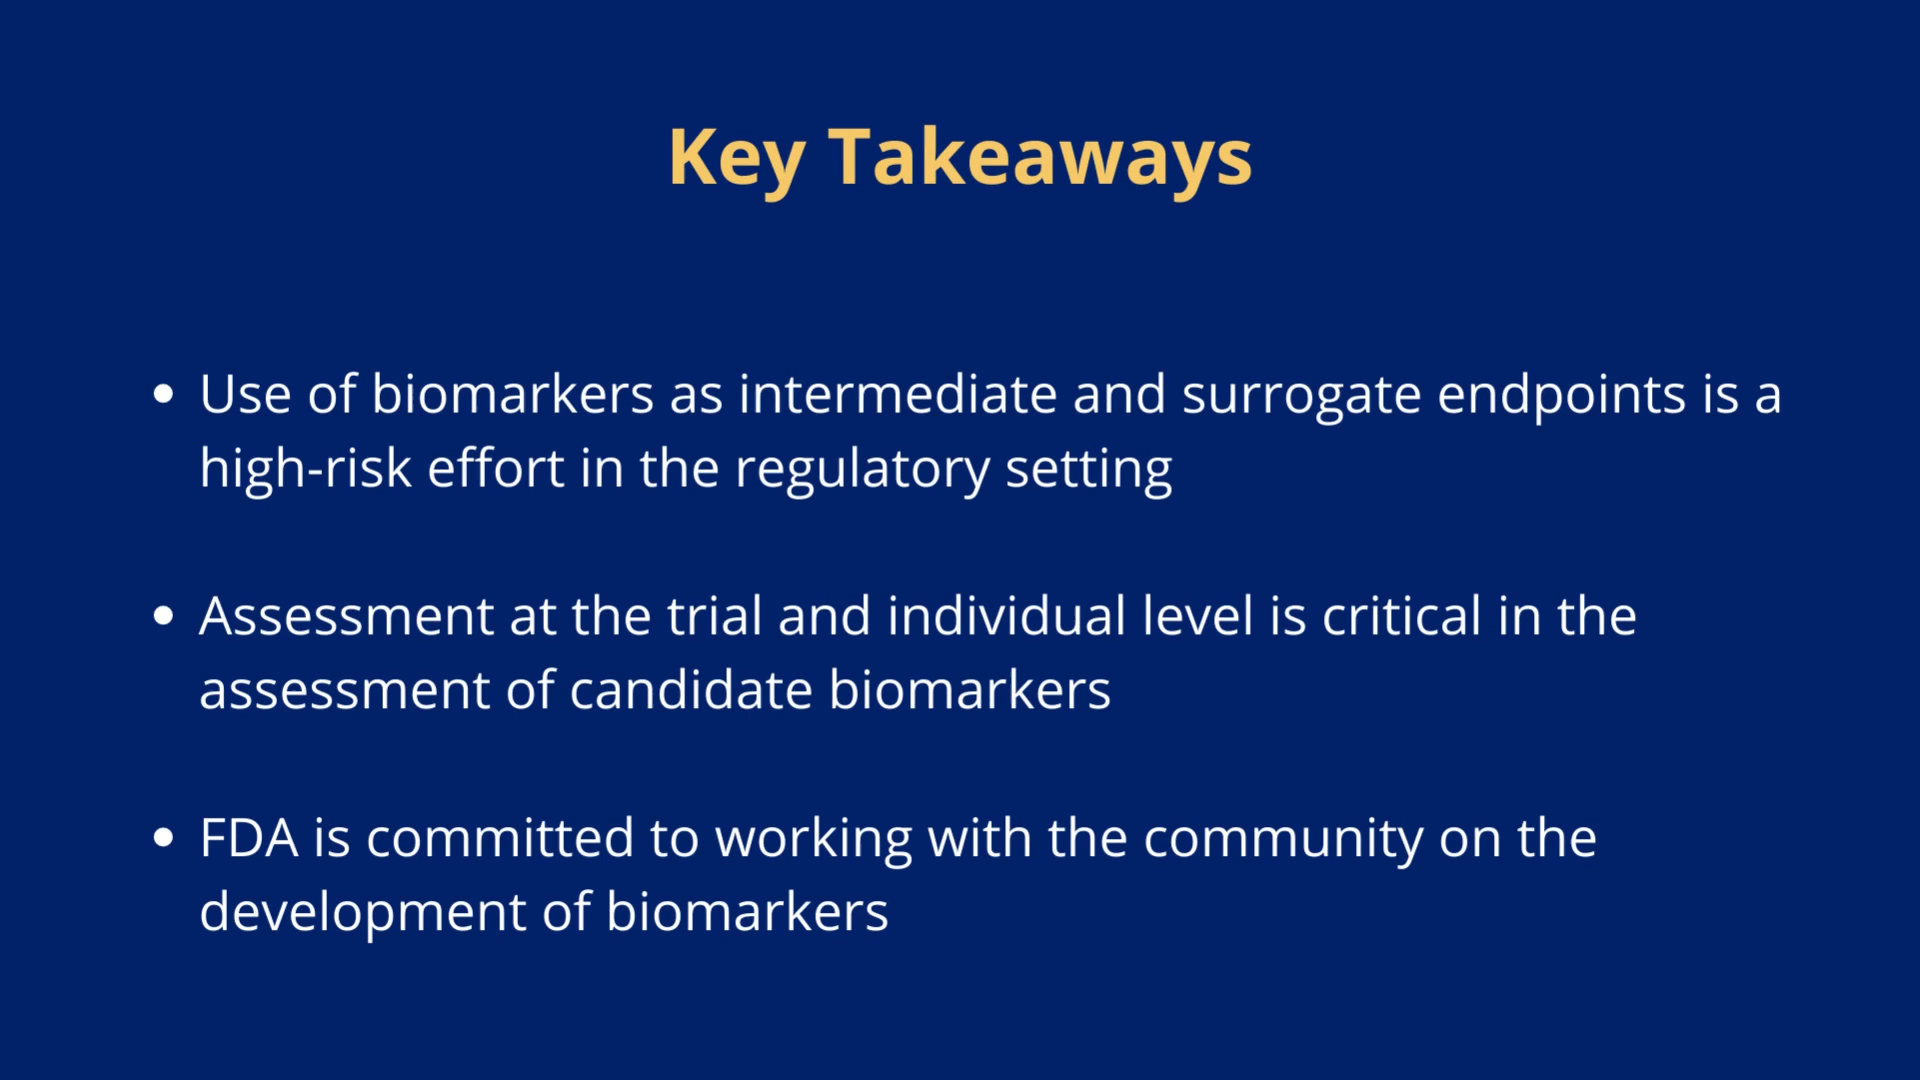 Key Takeaways
• Use of biomarkers as intermediate and surrogate endpoints is a
high-risk effort in the regulatory setting
• Assessment at the trial and individual level is critical in the
assessment of candidate biomarkers
• FDA is committed to working with the community on the
development of biomarkers